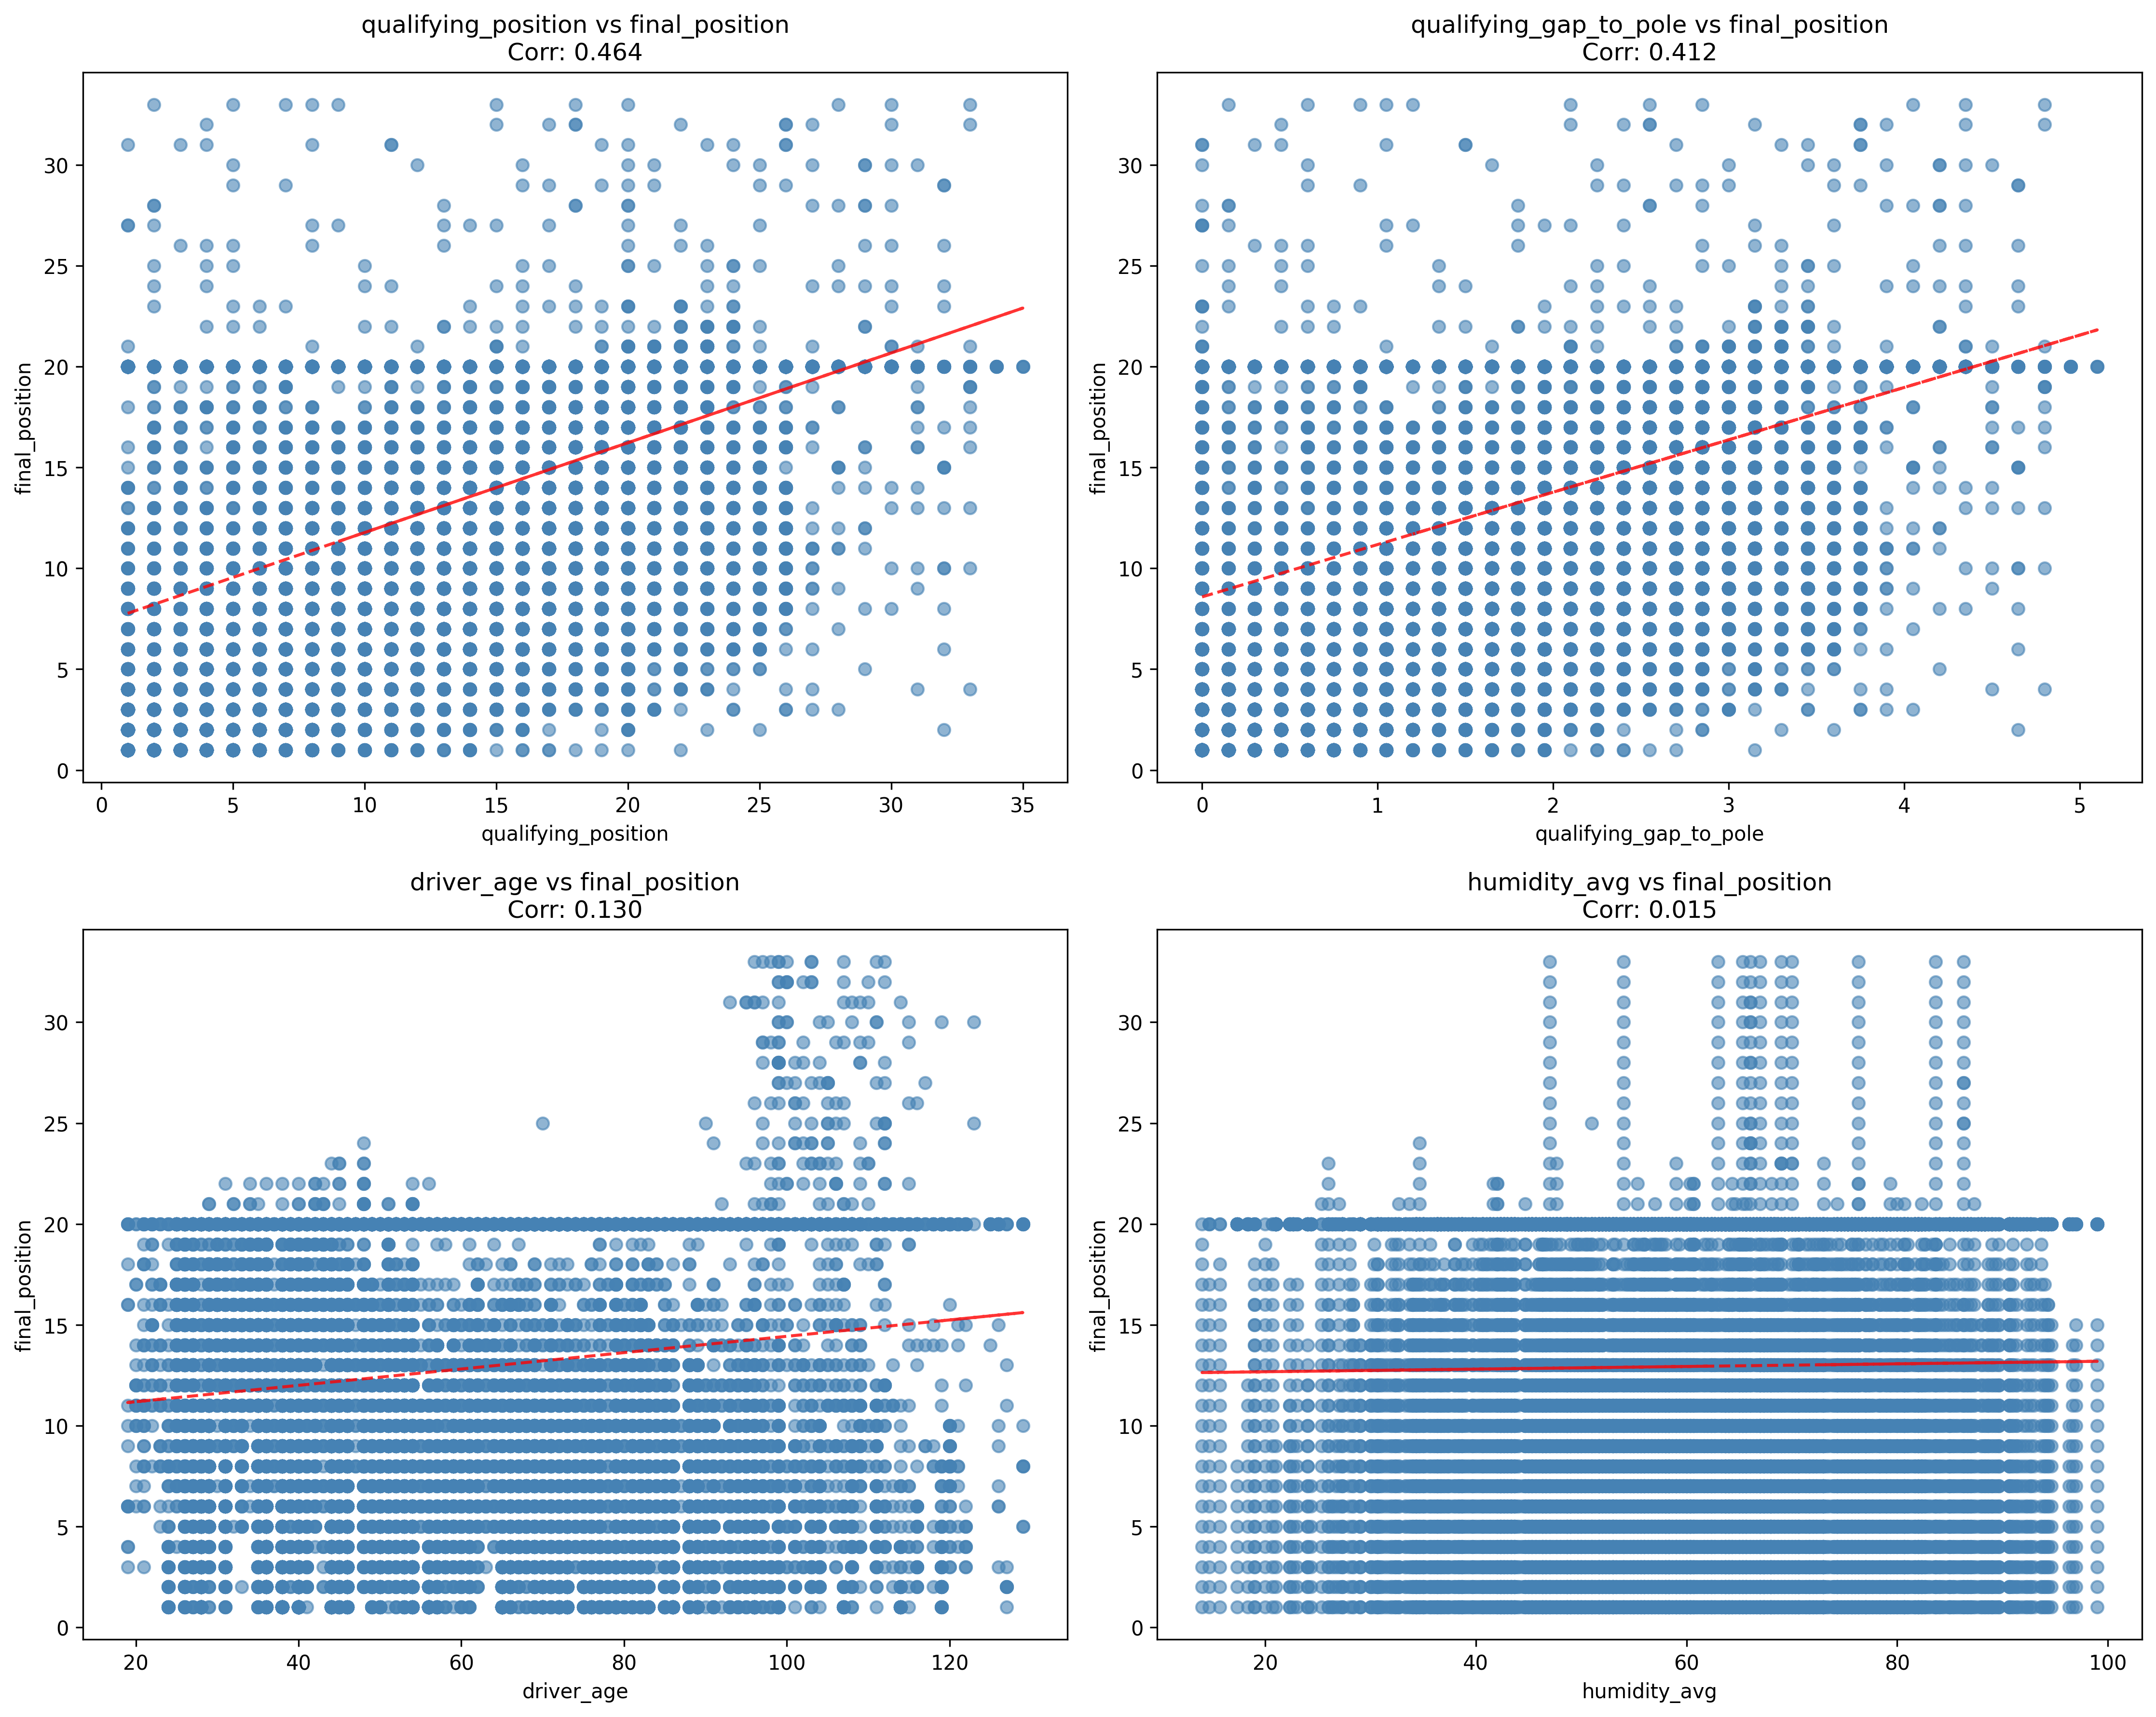 qualifying_position vs final_position
Corr: 0.464
final_position
30
25
20
15
10
5
0
0 5 10 15 20 25 30 35
qualifying_position
qualifying_gap_to_pole vs final_position
Corr: 0.412
final_position
30
25
20
15
10
5
0
0 1 2 3 4 5
qualifying_gap_to_pole
driver_age vs final_position
Corr: 0.130
final_position
30
25
20
15
10
5
0
20 40 60 80 100 120
driver_age
humidity_avg vs final_position
Corr: 0.015
final_position
30
25
20
15
10
5
0
20 40 60 80 100
humidity_avg